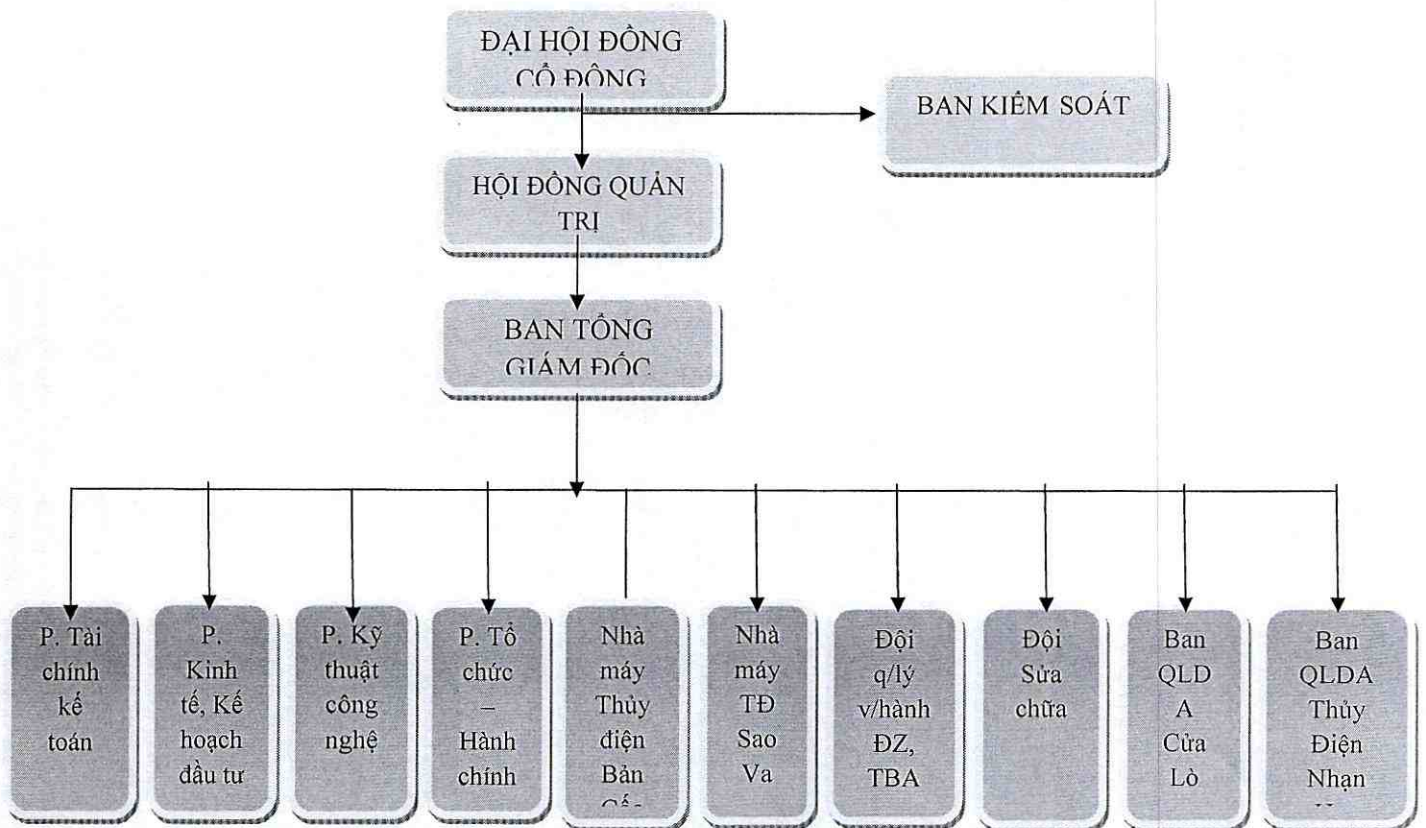 ĐẠI HỘI ĐỒNG
CỔ ĐÔNG
BAN KIỂM SOÁT
HỘI ĐỒNG QUẢN
TRỊ
BAN TỔNG
GIÁM ĐỐC
P. Tài
chính
kế
toán
P.
Kinh
tế, Kế
hoạch
đầu tư
P. Kỹ
thuật
công
nghệ
P. Tổ
chức
–
Hành
chính
Nhà
máy
Thủy
điện
Bản
Nhà
máy
TĐ
Sao
Va
Đội
q/lý
v/hành
ĐZ,
TBA
Đội
Sửa
chữa
Ban
QLD
A
Cửa
Lò
Ban
QLDA
Thủy
Điện
Nhạn